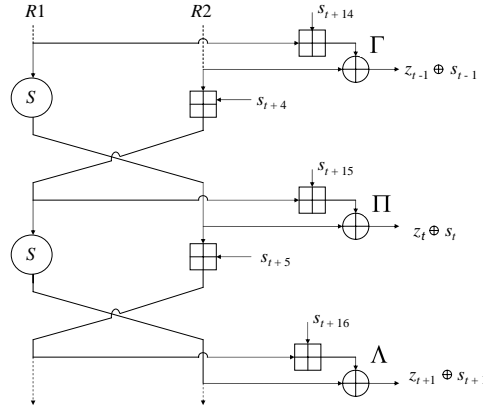 R1 R2
s_{t+14}
Γ
z_{t-1} ⊕ s_{t-1}
S
s_{t+4}
s_{t+15}
Π
z_t ⊕ s_t
S
s_{t+5}
s_{t+16}
Λ
z_{t+1} ⊕ s_{t+1}